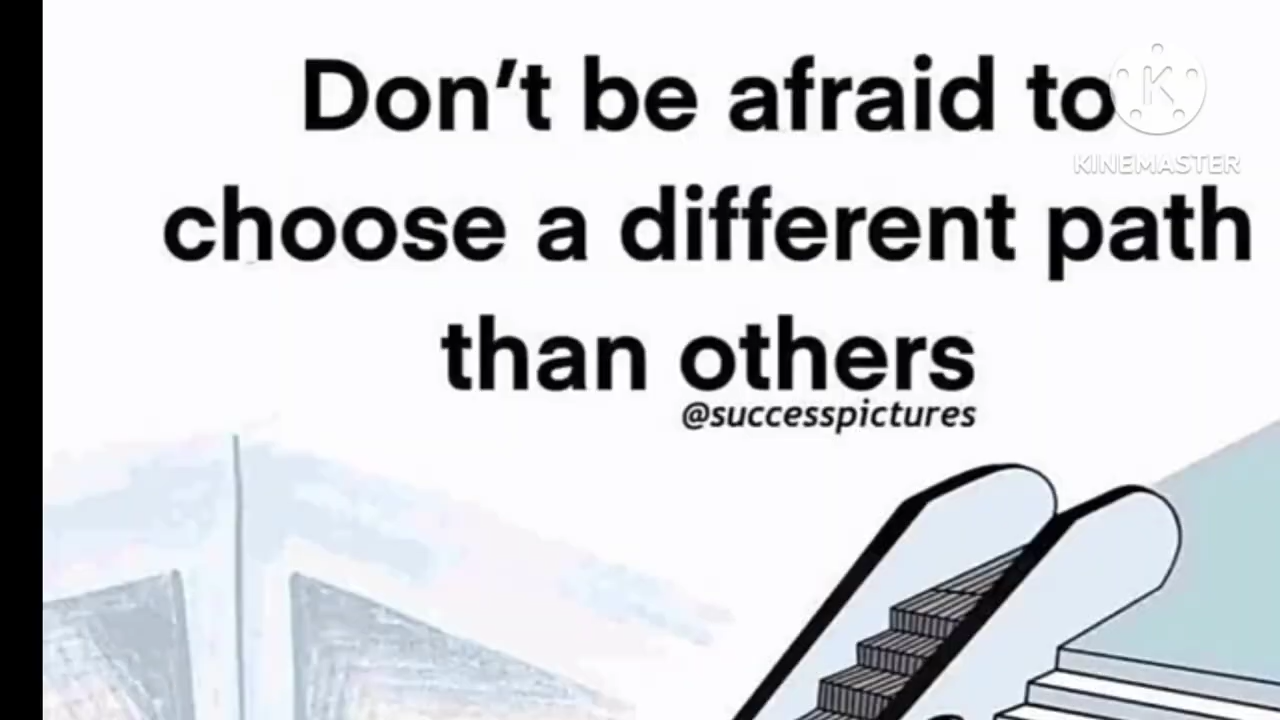 Don't be afraid to
K
KINEMASTER
choose a different path
than others
@successpictures